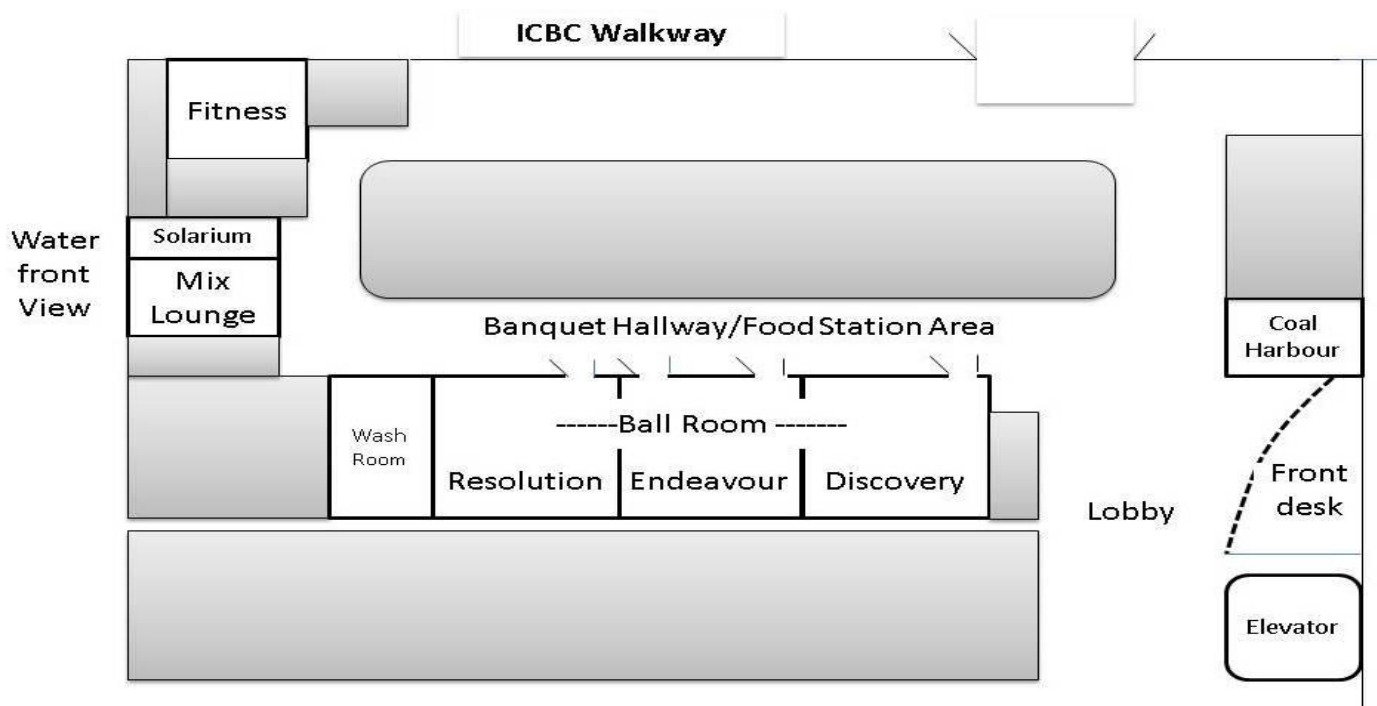 ICBC Walkway
Fitness
Solarium
Water
front
View
Mix
Lounge
Banquet Hallway/Food Station Area
Coal
Harbour
------Ball Room -------
Wash
Room
Resolution
Endeavour
Discovery
Front
desk
Lobby
Elevator